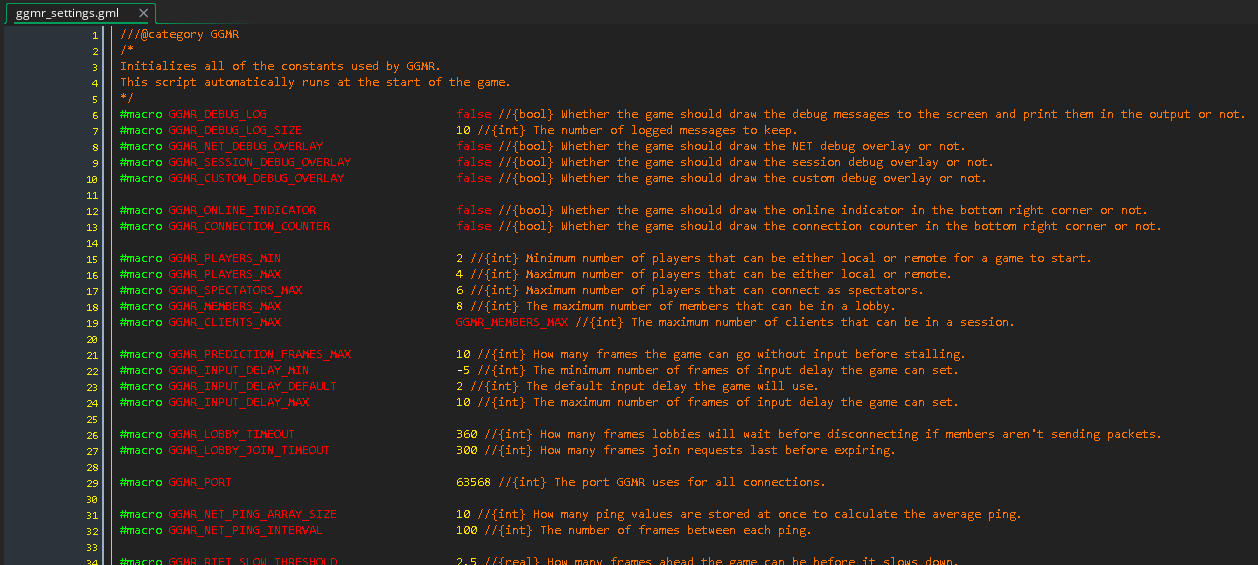 ggmr_settings.gml
1 ///@category GGMR
2 /*
3 Initializes all of the constants used by GGMR.
4 This script automatically runs at the start of the game.
5 */
6 #macro GGMR_DEBUG_LOG false //{bool} Whether the game should draw the debug messages to the screen and print them in the output or not.
7 #macro GGMR_DEBUG_LOG_SIZE 10 //{int} The number of logged messages to keep.
8 #macro GGMR_NET_DEBUG_OVERLAY false //{bool} Whether the game should draw the NET debug overlay or not.
9 #macro GGMR_SESSION_DEBUG_OVERLAY false //{bool} Whether the game should draw the session debug overlay or not.
10 #macro GGMR_CUSTOM_DEBUG_OVERLAY false //{bool} Whether the game should draw the custom debug overlay or not.
11
12 #macro GGMR_ONLINE_INDICATOR false //{bool} Whether the game should draw the online indicator in the bottom right corner or not.
13 #macro GGMR_CONNECTION_COUNTER false //{bool} Whether the game should draw the connection counter in the bottom right corner or not.
14
15 #macro GGMR_PLAYERS_MIN 2 //{int} Minimum number of players that can be either local or remote for a game to start.
16 #macro GGMR_PLAYERS_MAX 4 //{int} Maximum number of players that can be either local or remote.
17 #macro GGMR_SPECTATORS_MAX 6 //{int} Maximum number of players that can connect as spectators.
18 #macro GGMR_MEMBERS_MAX 8 //{int} The maximum number of members that can be in a lobby.
19 #macro GGMR_CLIENTS_MAX GGMR_MEMBERS_MAX //{int} The maximum number of clients that can be in a session.
20
21 #macro GGMR_PREDICTION_FRAMES_MAX 10 //{int} How many frames the game can go without input before stalling.
22 #macro GGMR_INPUT_DELAY_MIN -5 //{int} The minimum number of frames of input delay the game can set.
23 #macro GGMR_INPUT_DELAY_DEFAULT 2 //{int} The default input delay the game will use.
24 #macro GGMR_INPUT_DELAY_MAX 10 //{int} The maximum number of frames of input delay the game can set.
25
26 #macro GGMR_LOBBY_TIMEOUT 360 //{int} How many frames lobbies will wait before disconnecting if members aren't sending packets.
27 #macro GGMR_LOBBY_JOIN_TIMEOUT 300 //{int} How many frames join requests last before expiring.
28
29 #macro GGMR_PORT 63568 //{int} The port GGMR uses for all connections.
30
31 #macro GGMR_NET_PING_ARRAY_SIZE 10 //{int} How many ping values are stored at once to calculate the average ping.
32 #macro GGMR_NET_PING_INTERVAL 100 //{int} The number of frames between each ping.
33
34 #macro GGMR_RIFT_SLOW_THRESHOLD 2.5 //{real} How many frames ahead the game can be before it slows down.